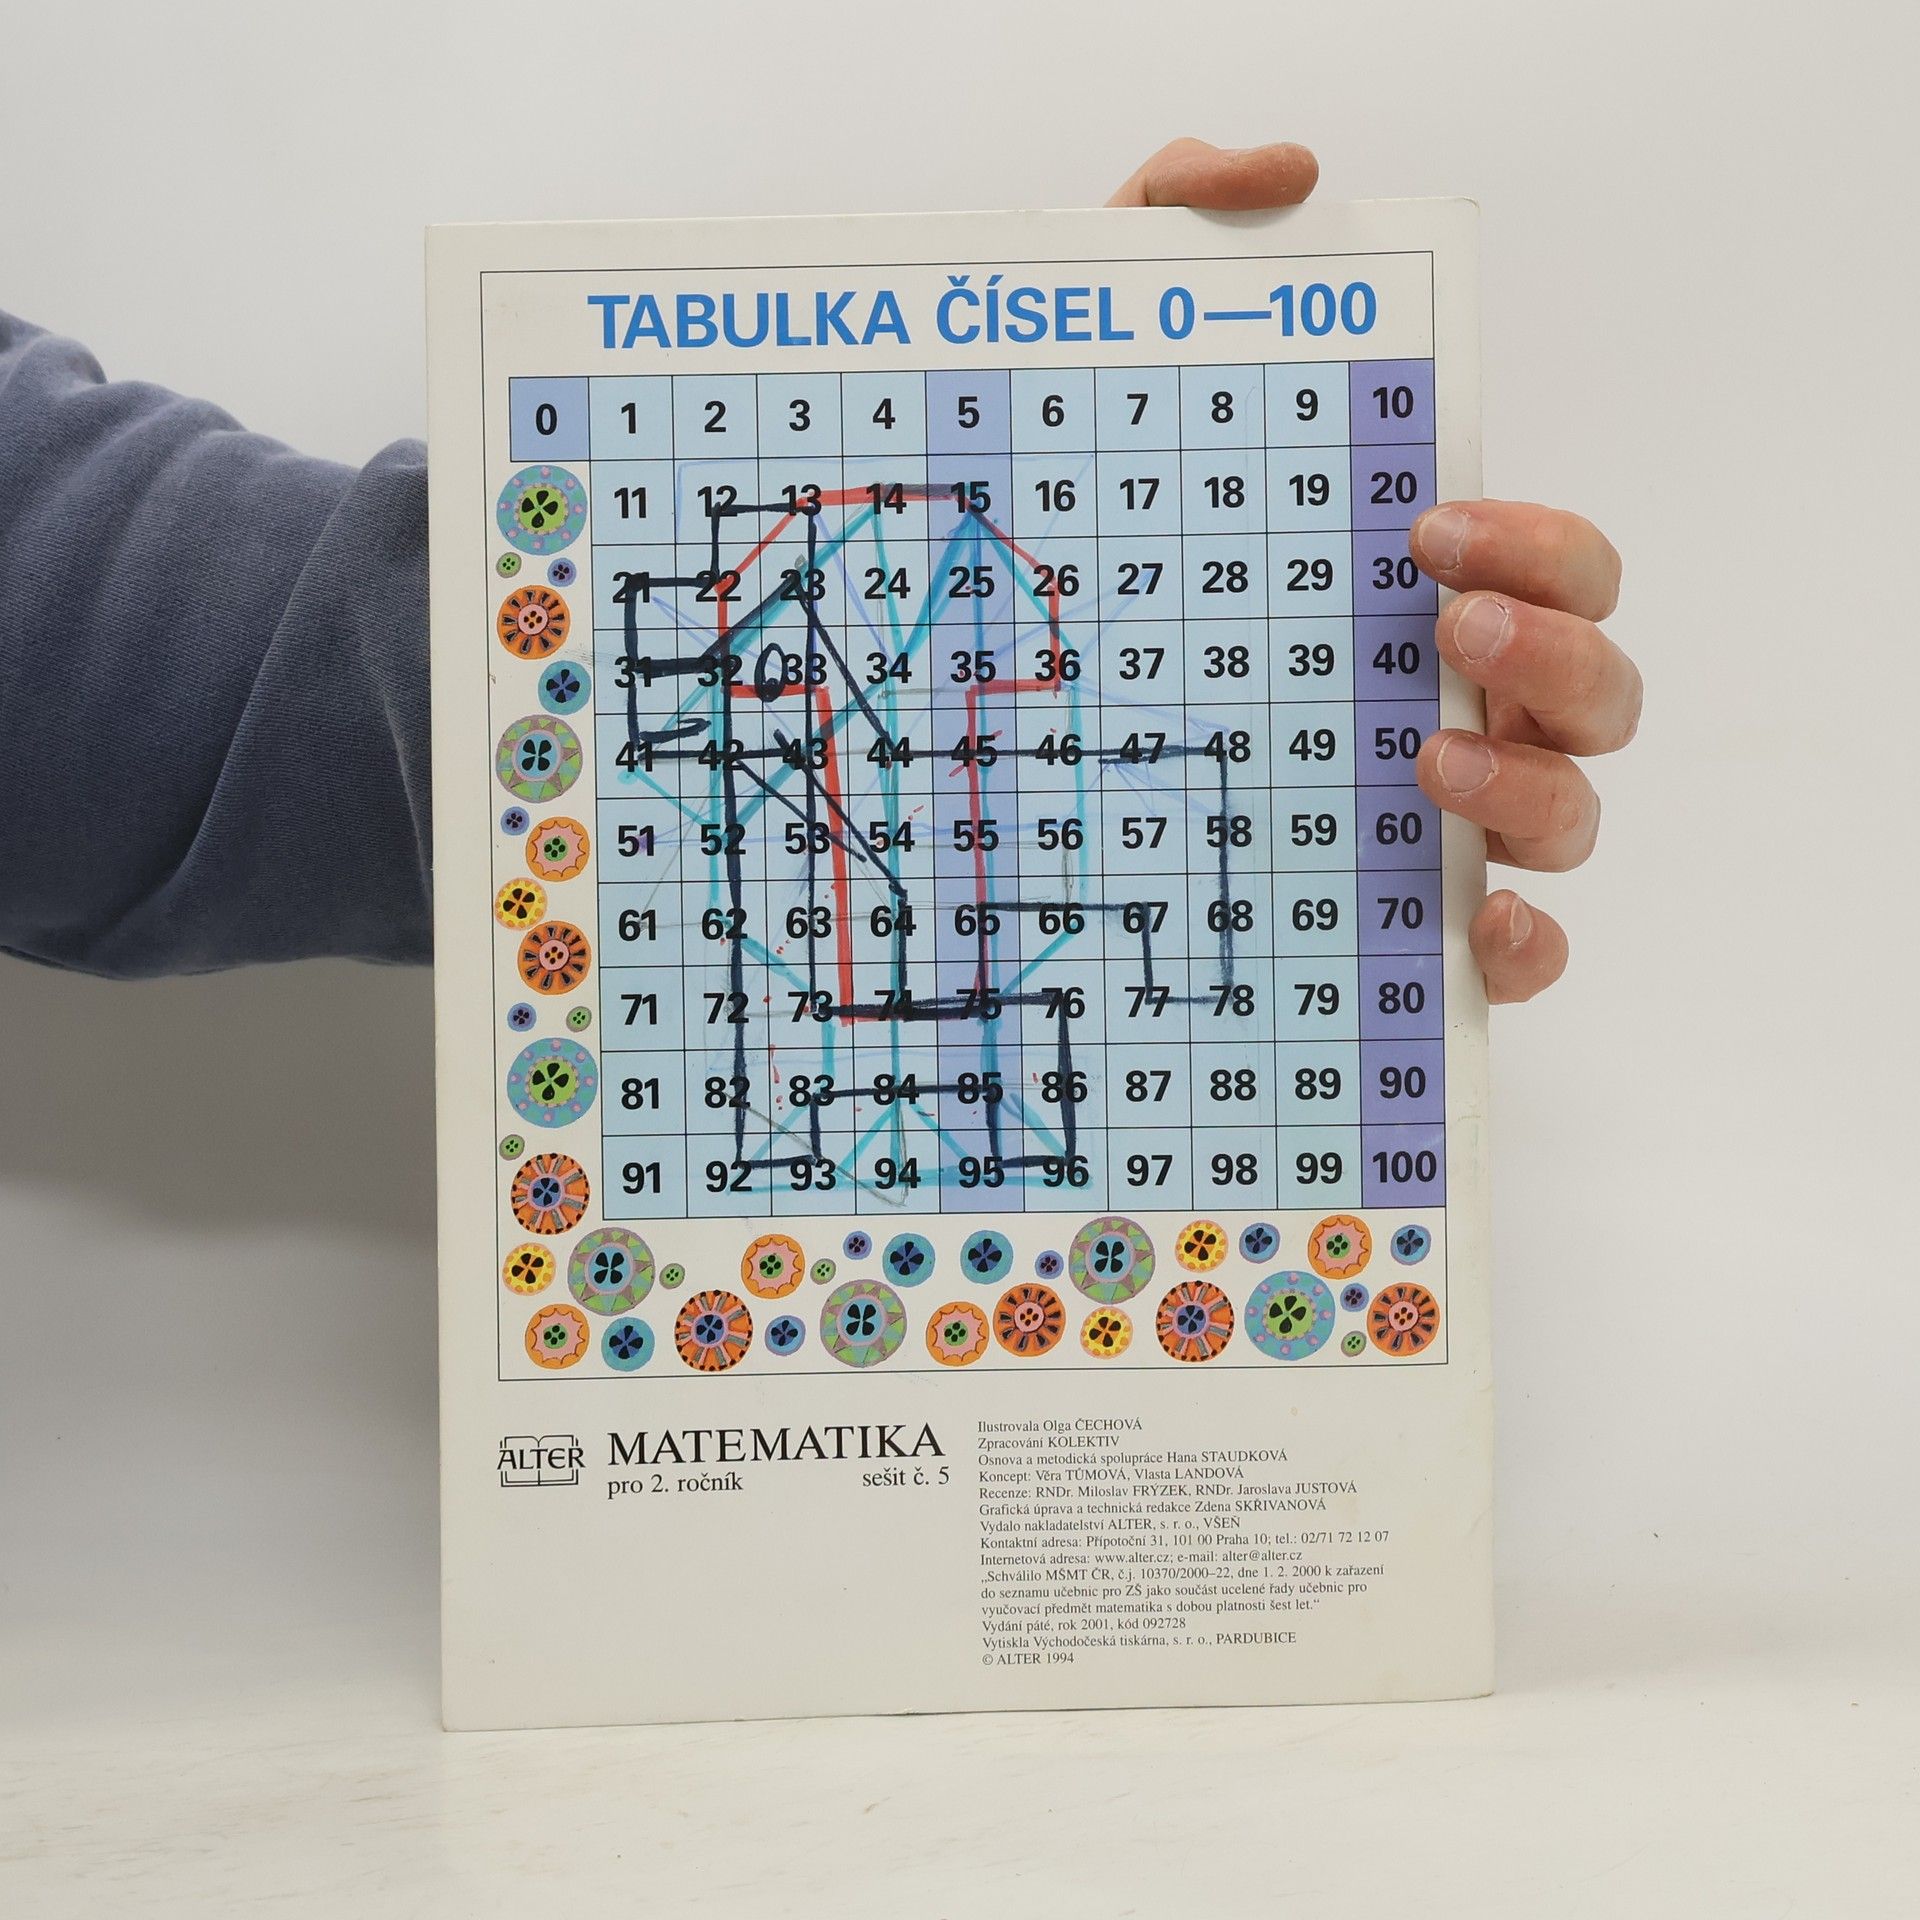 TABULKA ČÍSEL 0—100
0 1 2 3 4 5 6 7 8 9 10
11 12 13 14 15 16 17 18 19 20
21 22 23 24 25 26 27 28 29 30
31 32 33 34 35 36 37 38 39 40
41 42 43 44 45 46 47 48 49 50
51 52 53 54 55 56 57 58 59 60
61 62 63 64 65 66 67 68 69 70
71 72 73 74 75 76 77 78 79 80
81 82 83 84 85 86 87 88 89 90
91 92 93 94 95 96 97 98 99 100
ALTER
MATEMATIKA
pro 2. ročník sešit č. 5
Ilustrovala Olga ČECHOVÁ
Zpracování KOLEKTIV
Osnova a metodická spolupráce Hana STAUDKOVÁ
Koncept: Věra TŮMOVÁ, Vlasta LANDOVÁ
Recenze: RNDr. Miloslav FRÝZEK, RNDr. Jaroslava JUSTOVÁ
Grafická úprava a technická redakce Zdena SKŘIVANOVÁ
Vydalo nakladatelství ALTER, s. r. o., VŠEŇ
Kontaktní adresa: Přípotoční 31, 101 00 Praha 10; tel.: 02/71 72 12 07
Internetová adresa: www.alter.cz; e-mail: alter@alter.cz
„Schválilo MŠMT ČR, č.j. 10370/2000–22, dne 1. 2. 2000 k zařazení
do seznamu učebnic pro ZŠ jako součást ucelené řady učebnic pro
vyučovací předmět matematika s dobou platnosti šest let.“
Vydání páté, rok 2001, kód 092728
Vytiskla Východočeská tiskárna, s. r. o., PARDUBICE
© ALTER 1994